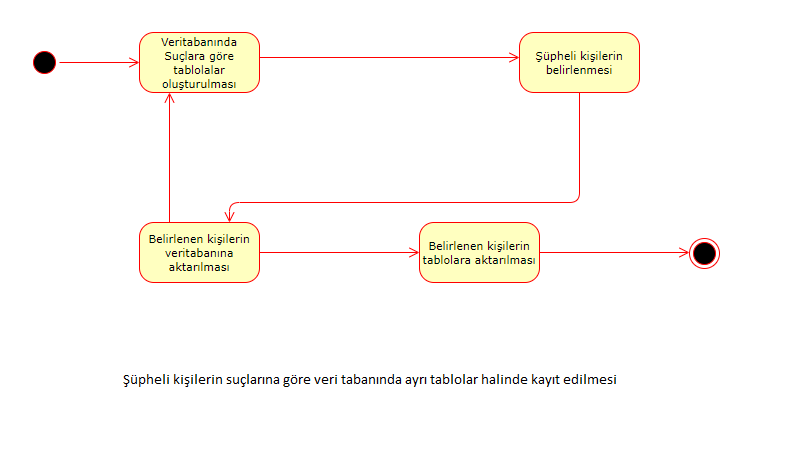 Veritabanında
Suçlara göre
tablolalar
oluşturulması
Şüpheli kişilerin
belirlenmesi
Belirlenen kişilerin
veritabanına
aktarılması
Belirlenen kişilerin
tablolara aktarılması
Şüpheli kişilerin suçlarına göre veri tabanında ayrı tablolar halinde kayıt edilmesi